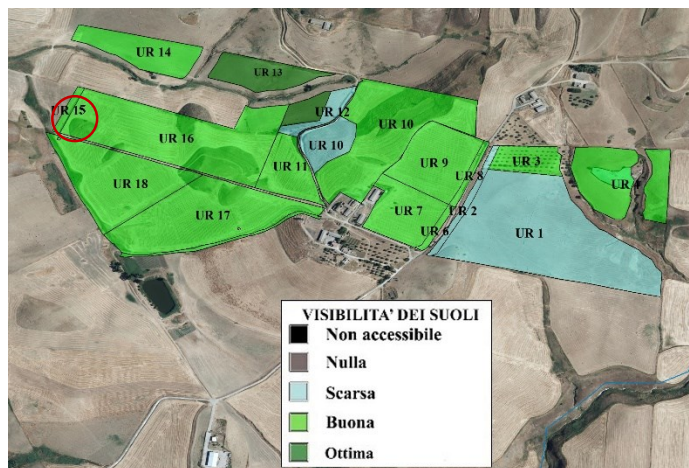 UR 14
UR 13
UR 15
UR 12
UR 10
UR 16
UR 10
UR 9
UR 3
UR 11
UR 8
UR 4
UR 18
UR 7
UR 2
UR 17
UR 6
UR 1
VISIBILITA' DEI SUOLI
Non accessibile
Nulla
Scarsa
Buona
Ottima